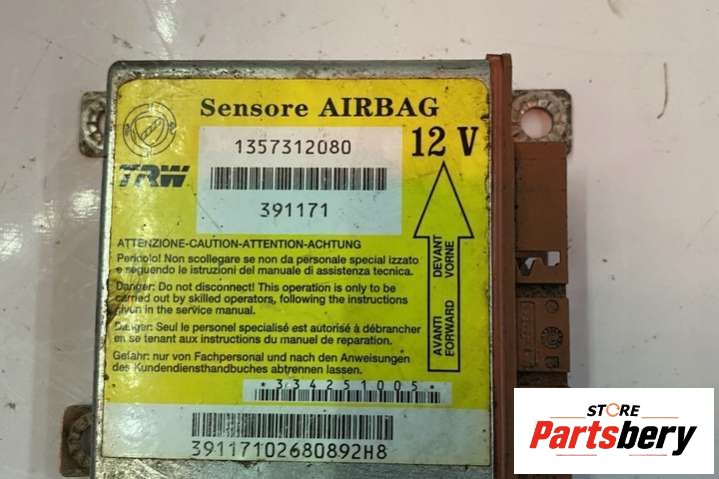 Sensore AIRBAG
1357312080
12 V
TRW
391171
ATTENZIONE-CAUTION-ATTENTION-ACHTUNG
Pericolo! Non scollegare se non da personale special izzato
e seguendo le istruzioni del manuale di assistenza tecnica.
Danger: Do not disconnect! This operation is only to be
carried out by skilled operators, following the instructions
given in the service manual.
Danger: Seul le personel specialisé est autorisé à débrancher
en se tenant aux instructions du manuel de reparation.
Gefahr: nur von Fachpersonal und nach den Anweisungen
des Kundendiensthandbuches abtrennen lassen.
AVANTI DEVANT
FORWARD VORNE
*334251005*
39117102680892H8
STORE
Partsbery